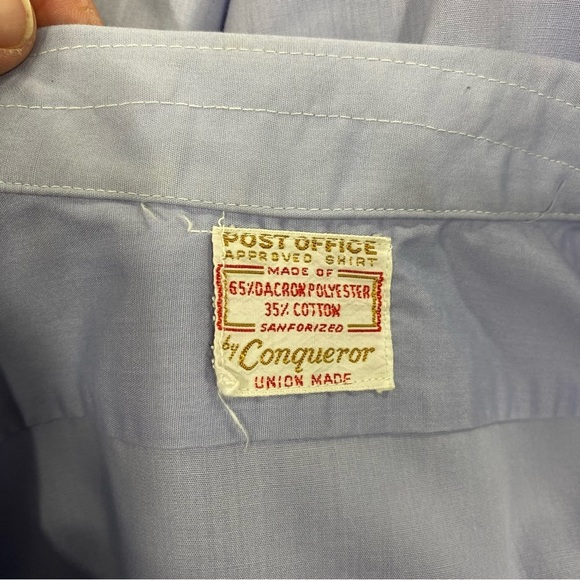 POST OFFICE
APPROVED SHIRT
MADE OF
65% DACRON POLYESTER
35% COTTON
SANFORIZED
by Conqueror
UNION MADE